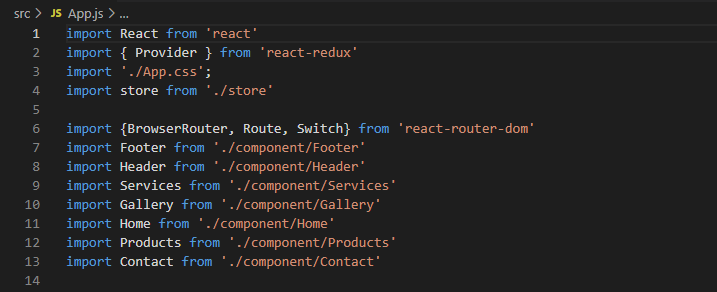 src > JS App.js > ...
1 import React from 'react'
2 import { Provider } from 'react-redux'
3 import './App.css';
4 import store from './store'
5
6 import {BrowserRouter, Route, Switch} from 'react-router-dom'
7 import Footer from './component/Footer'
8 import Header from './component/Header'
9 import Services from './component/Services'
10 import Gallery from './component/Gallery'
11 import Home from './component/Home'
12 import Products from './component/Products'
13 import Contact from './component/Contact'
14